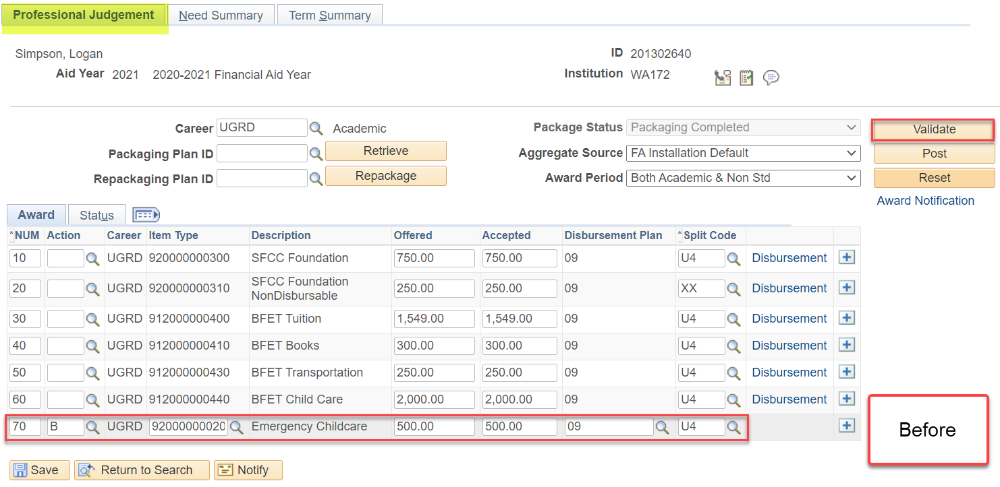 Professional Judgement Need Summary Term Summary
Simpson, Logan ID 201302640
Aid Year 2021 2020-2021 Financial Aid Year Institution WA172
Career UGRD Academic Package Status Packaging Completed Validate
Packaging Plan ID Retrieve Aggregate Source FA Installation Default Post
Repackaging Plan ID Repackage Award Period Both Academic & Non Std Reset
Award Notification
Award Status
*NUM Action Career Item Type Description Offered Accepted Disbursement Plan *Split Code
10 UGRD 920000000300 SFCC Foundation 750.00 750.00 09 U4 Disbursement +
20 UGRD 920000000310 SFCC Foundation NonDisbursable 250.00 250.00 09 XX Disbursement +
30 UGRD 912000000400 BFET Tuition 1,549.00 1,549.00 09 U4 Disbursement +
40 UGRD 912000000410 BFET Books 300.00 300.00 09 U4 Disbursement +
50 UGRD 912000000430 BFET Transportation 250.00 250.00 09 U4 Disbursement +
60 UGRD 912000000440 BFET Child Care 2,000.00 2,000.00 09 U4 Disbursement +
70 B UGRD 92000000020 Emergency Childcare 500.00 500.00 09 U4 +
Before
Save Return to Search Notify